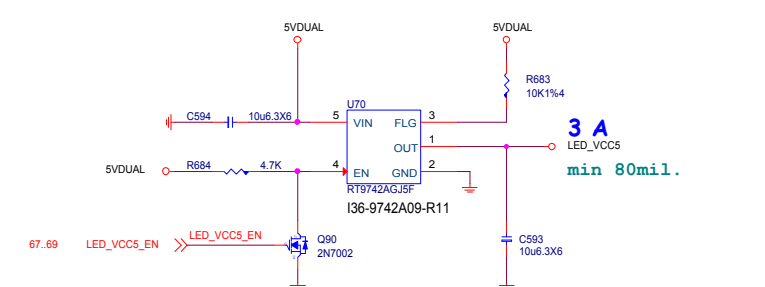 5VDUAL
5VDUAL
R683
10K1%4
C594
10u6.3X6
U70
5
VIN
FLG
3
3 A
OUT
1
LED_VCC5
5VDUAL
R684
4.7K
4
EN
GND
2
min 80mil.
RT9742AGJ5F
I36-9742A09-R11
67..69
LED_VCC5_EN
LED_VCC5_EN
Q90
2N7002
C593
10u6.3X6